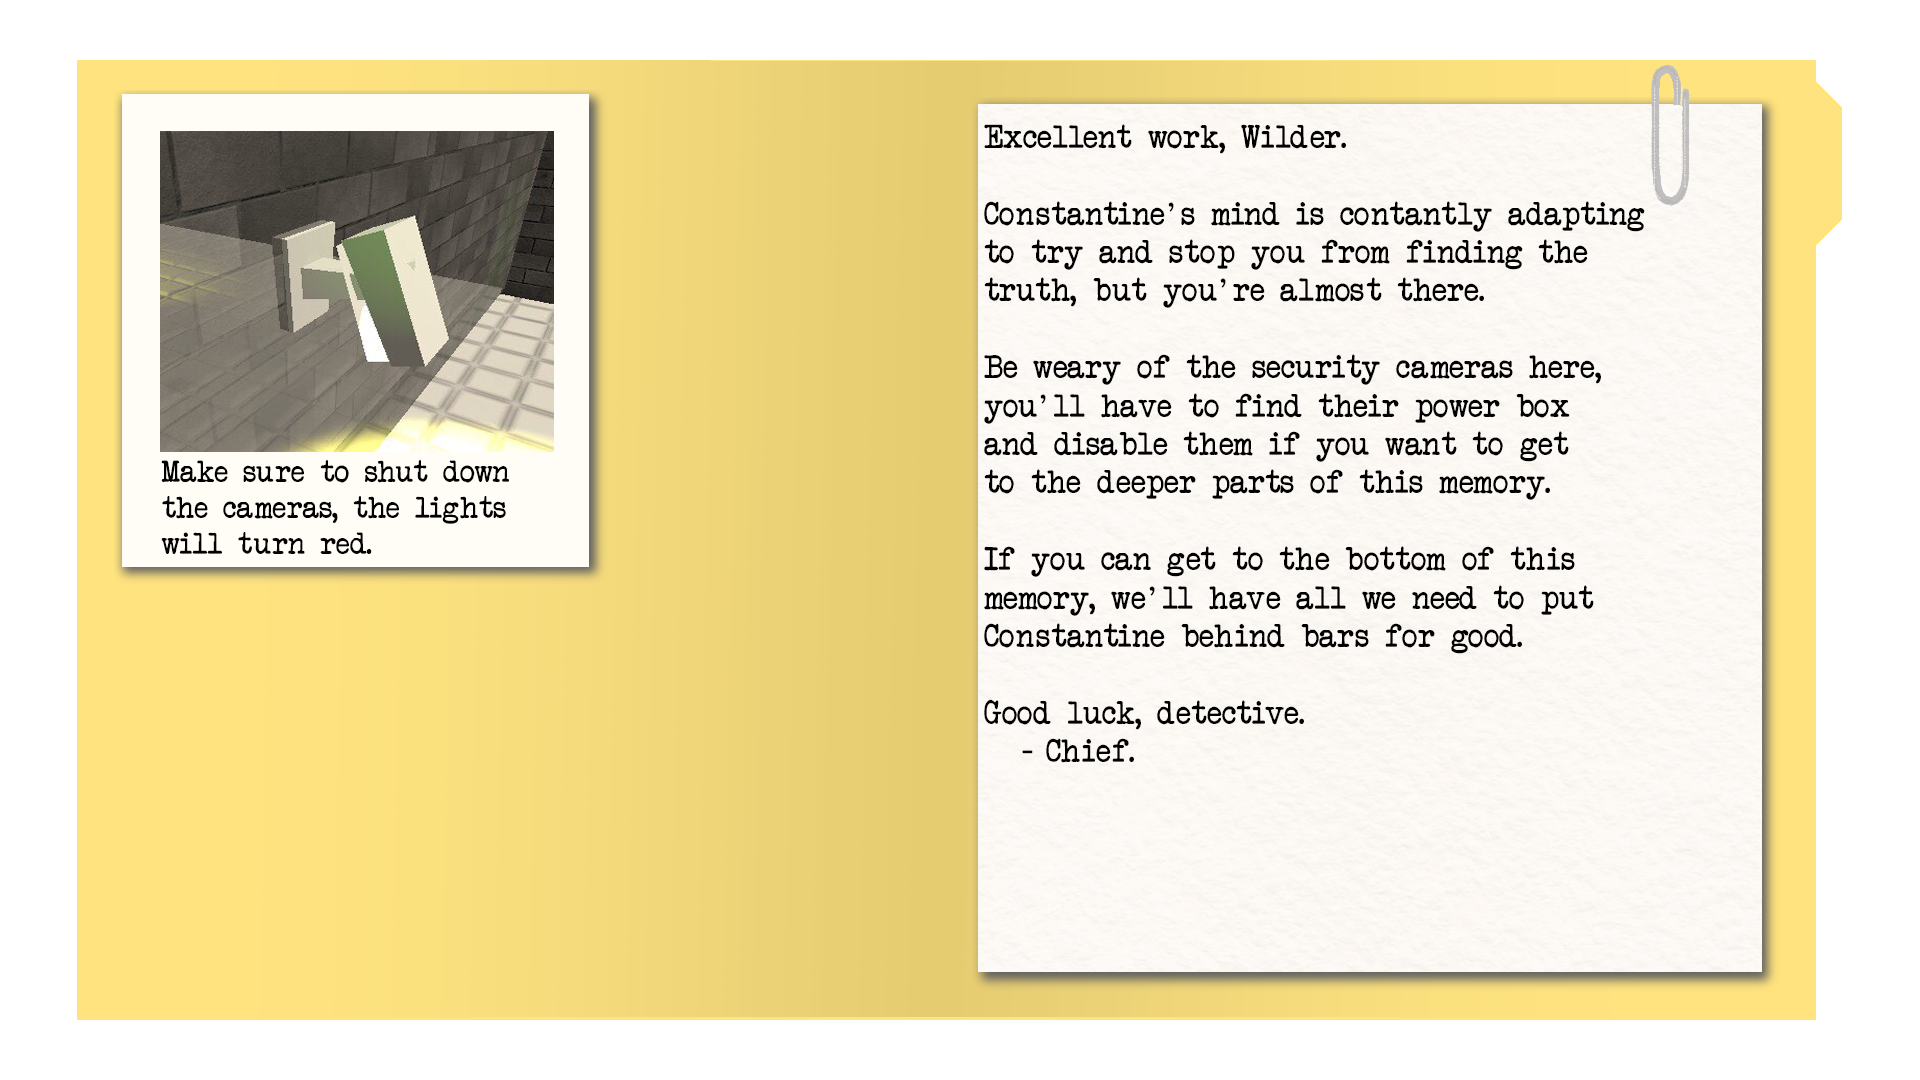 Make sure to shut down
the cameras, the lights
will turn red.
Excellent work, Wilder.
Constantine's mind is contantly adapting
to try and stop you from finding the
truth, but you're almost there.
Be weary of the security cameras here,
you'll have to find their power box
and disable them if you want to get
to the deeper parts of this memory.
If you can get to the bottom of this
memory, we'll have all we need to put
Constantine behind bars for good.
Good luck, detective.
- Chief.